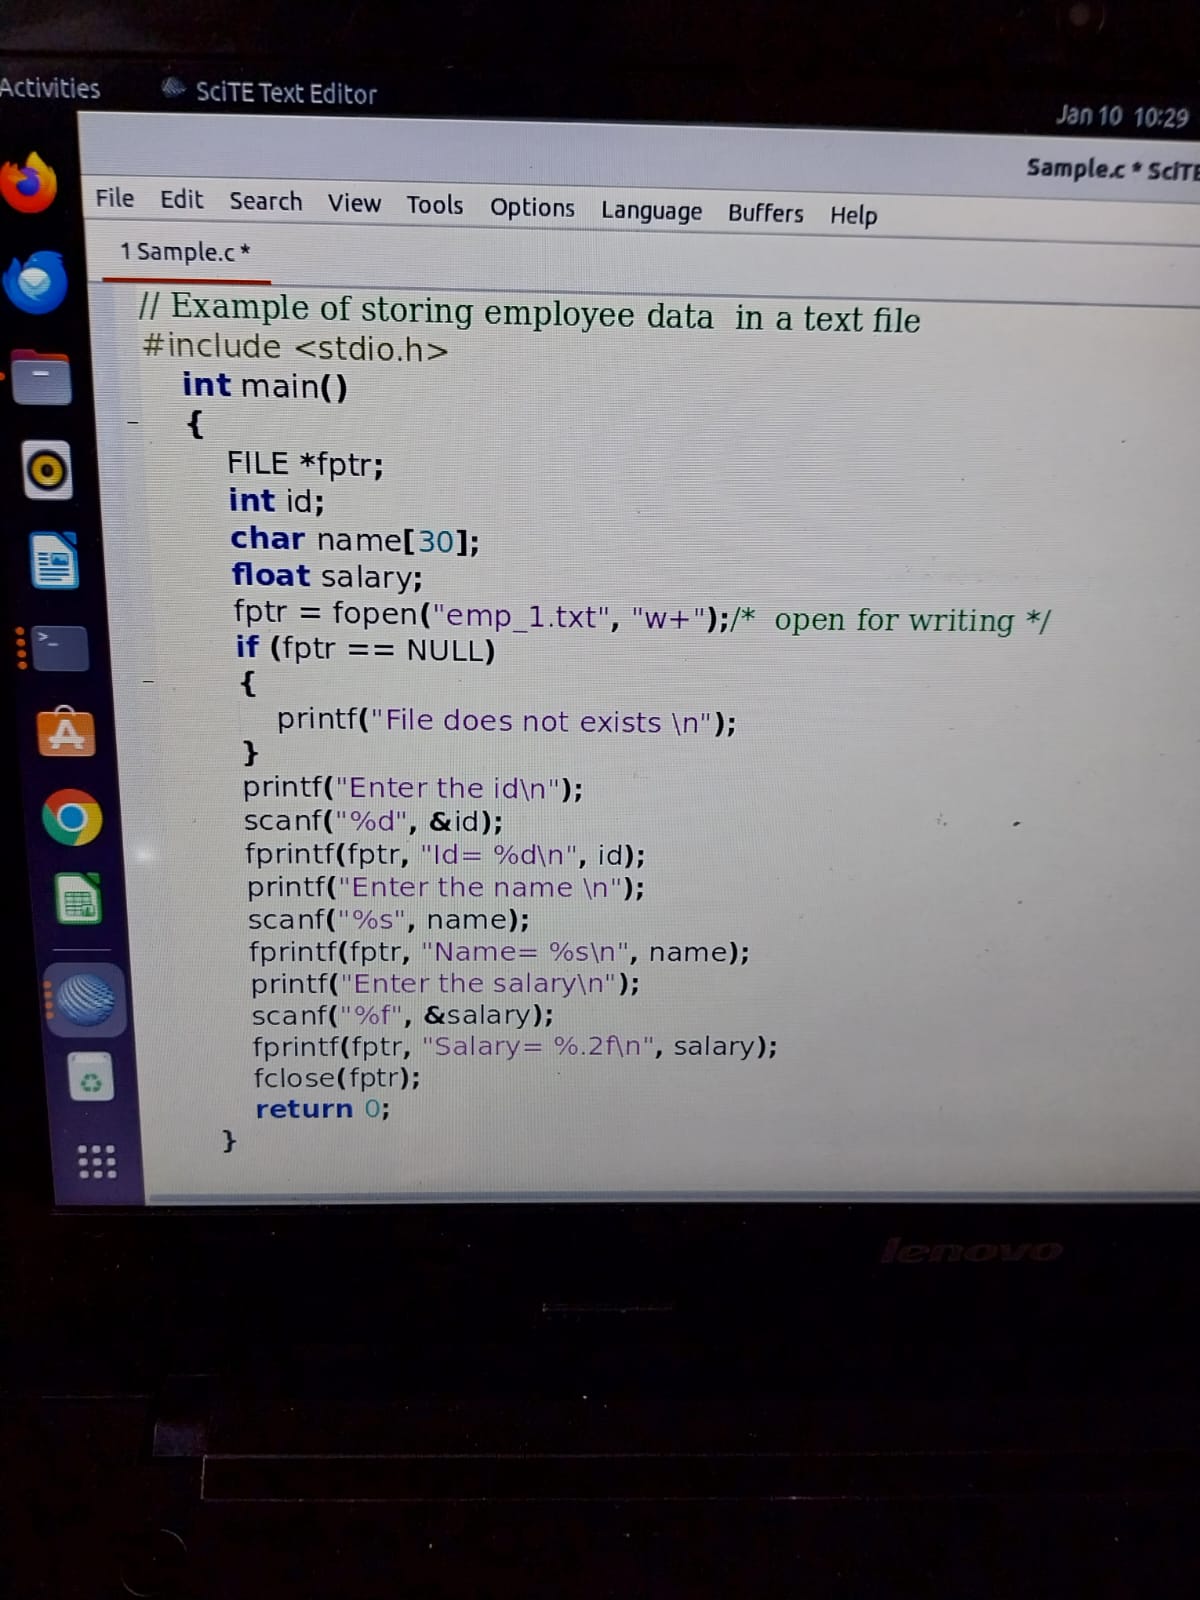 Activities
SciTE Text Editor
Jan 10 10:29
Sample.c * SciTE
File Edit Search View Tools Options Language Buffers Help
1 Sample.c *
// Example of storing employee data  in a text file
#include <stdio.h>
int main()
{
FILE *fptr;
int id;
char name[30];
float salary;
fptr = fopen("emp_1.txt", "w+");/*  open for writing */
if (fptr == NULL)
{
printf("File does not exists \n");
}
printf("Enter the id\n");
scanf("%d", &id);
fprintf(fptr, "Id= %d\n", id);
printf("Enter the name \n");
scanf("%s", name);
fprintf(fptr, "Name= %s\n", name);
printf("Enter the salary\n");
scanf("%f", &salary);
fprintf(fptr, "Salary= %.2f\n", salary);
fclose(fptr);
return 0;
}
lenovo